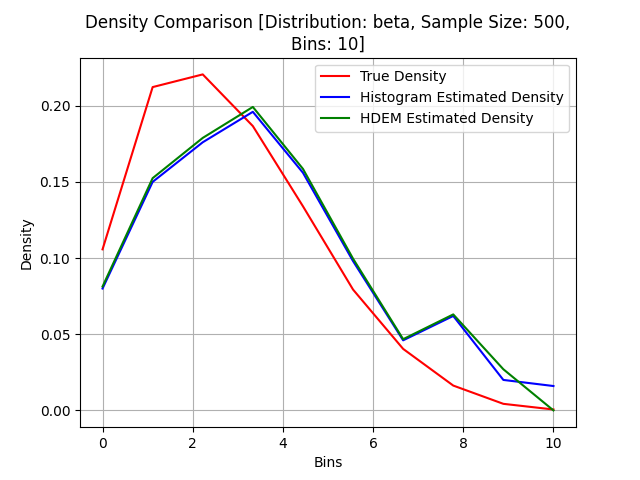 Density Comparison [Distribution: beta, Sample Size: 500,
Bins: 10]
True Density
Histogram Estimated Density
HDEM Estimated Density
Density
0.20
0.15
0.10
0.05
0.00
0 2 4 6 8 10
Bins